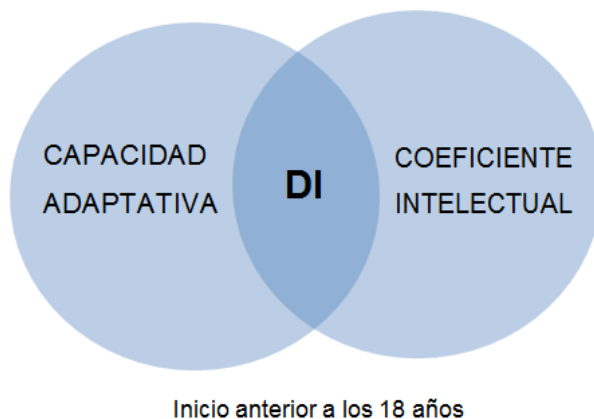 CAPACIDAD
ADAPTATIVA
DI
COEFICIENTE
INTELECTUAL
Inicio anterior a los 18 años